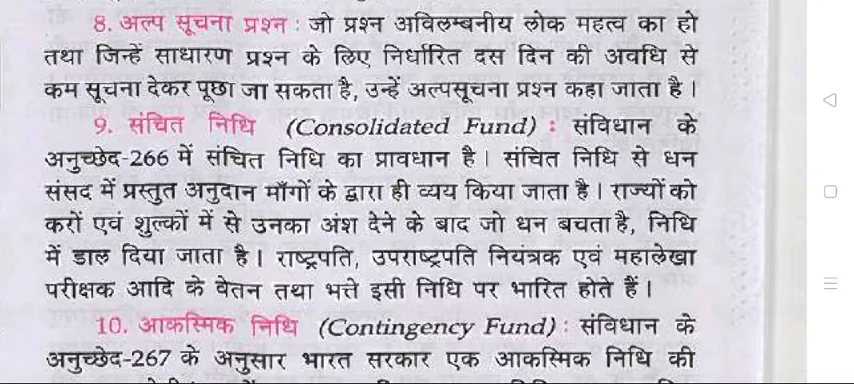 8. अल्प सूचना प्रश्न : जो प्रश्न अविलम्बनीय लोक महत्व का हो
तथा जिन्हें साधारण प्रश्न के लिए निर्धारित दस दिन की अवधि से
कम सूचना देकर पूछा जा सकता है, उन्हें अल्पसूचना प्रश्न कहा जाता है।
9. संचित निधि (Consolidated Fund) : संविधान के
अनुच्छेद-266 में संचित निधि का प्रावधान है। संचित निधि से धन
संसद में प्रस्तुत अनुदान माँगों के द्वारा ही व्यय किया जाता है। राज्यों को
करों एवं शुल्कों में से उनका अंश देने के बाद जो धन बचता है, निधि
में डाल दिया जाता है। राष्ट्रपति, उपराष्ट्रपति नियंत्रक एवं महालेखा
परीक्षक आदि के वेतन तथा भत्ते इसी निधि पर भारित होते हैं।
10. आकस्मिक निधि (Contingency Fund) : संविधान के
अनुच्छेद-267 के अनुसार भारत सरकार एक आकस्मिक निधि की